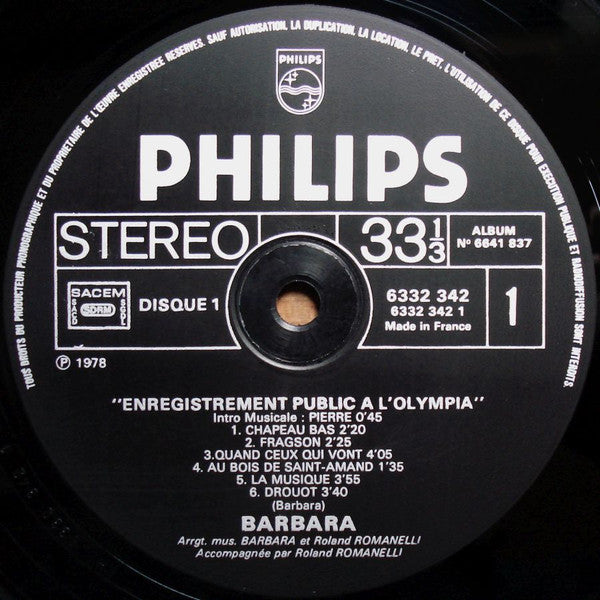 TOUS DROITS DU PRODUCTEUR PHONOGRAPHIQUE ET DU PROPRIETAIRE DE L'ŒUVRE ENREGISTREE RESERVES. SAUF AUTORISATION, LA DUPLICATION, LA LOCATION, LE PRET, L'UTILISATION DE CE DISQUE POUR EXECUTION PUBLIQUE ET RADIODIFFUSION SONT INTERDITS.
PHILIPS
PHILIPS
STEREO
33 1/3
ALBUM
N° 6641 837
SACEM
SACD SDRM SGDL
DISQUE 1
6332 342
6332 342 1
Made in France
1
Ⓟ 1978
"ENREGISTREMENT PUBLIC A L'OLYMPIA"
Intro Musicale : PIERRE 0'45
1. CHAPEAU BAS 2'20
2. FRAGSON 2'25
3.QUAND CEUX QUI VONT 4'05
4. AU BOIS DE SAINT-AMAND 1'35
5. LA MUSIQUE 3'55
6. DROUOT 3'40
(Barbara)
BARBARA
Arrgt. mus. BARBARA et Roland ROMANELLI
Accompagnée par Roland ROMANELLI